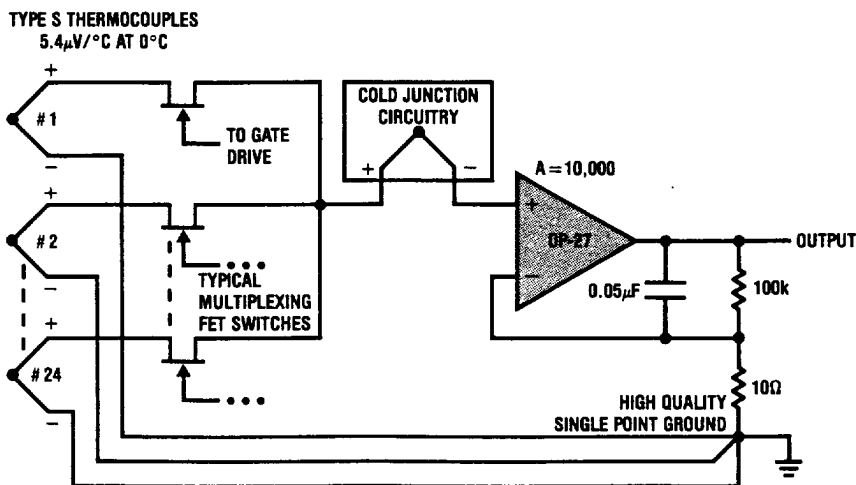 TYPE S THERMOCOUPLES
5.4μV/°C AT 0°C
+
#1
−
TO GATE
DRIVE
COLD JUNCTION
CIRCUITRY
+ −
A=10,000
+
OP-27
−
OUTPUT
0.05μF
100k
10Ω
+
#2
−
TYPICAL
MULTIPLEXING
FET SWITCHES
+
#24
−
HIGH QUALITY
SINGLE POINT GROUND